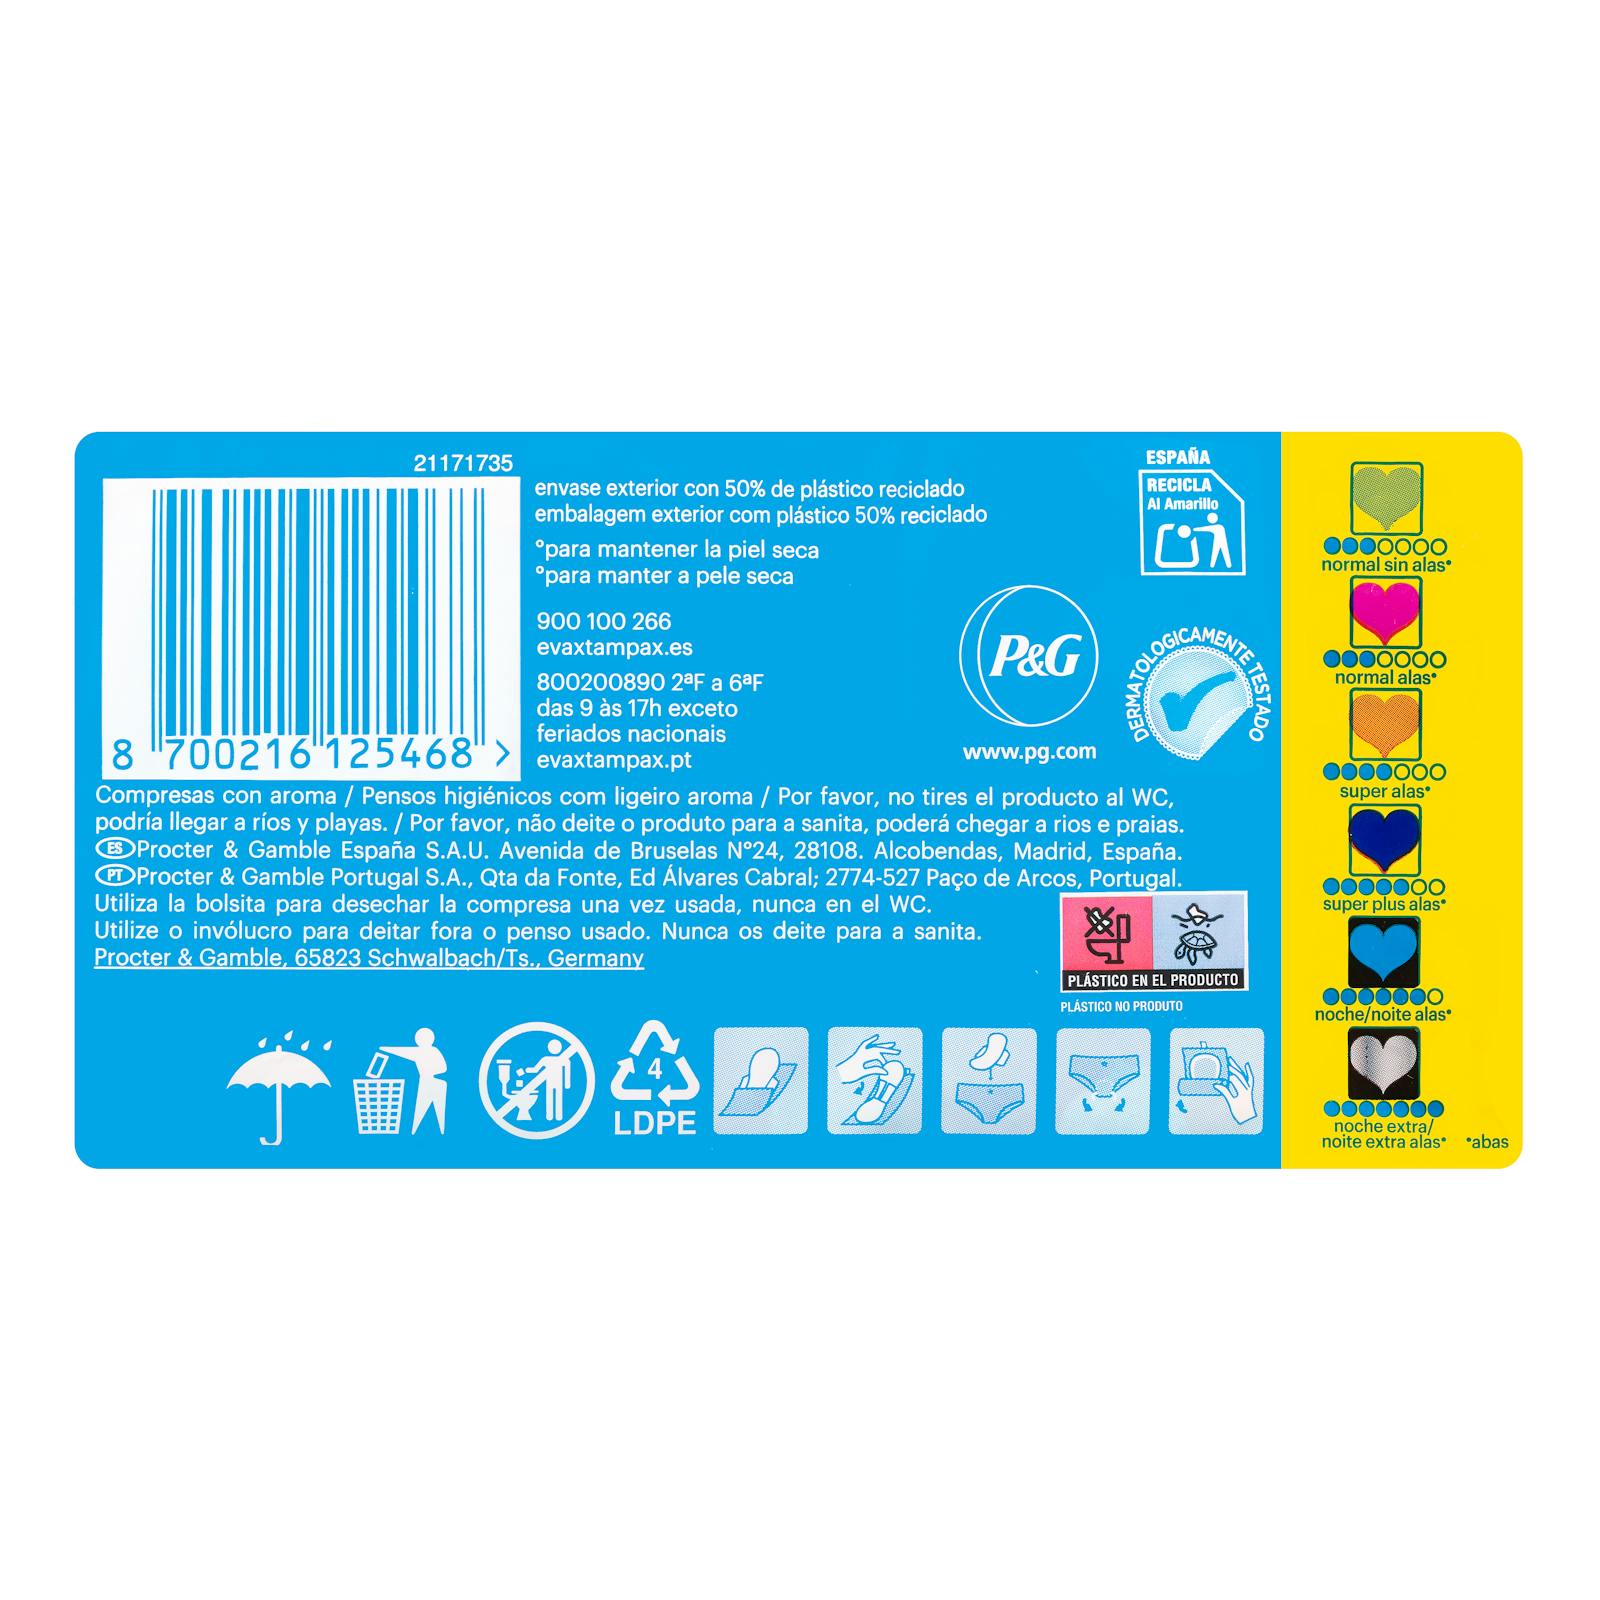 21171735
8 700216 125468 >
envase exterior con 50% de plástico reciclado
embalagem exterior com plástico 50% reciclado
°para mantener la piel seca
°para manter a pele seca
900 100 266
evaxtampax.es
800200890 2ªF a 6ªF
das 9 às 17h exceto
feriados nacionais
evaxtampax.pt
ESPAÑA
RECICLA
Al Amarillo
P&G
www.pg.com
DERMATOLOGICAMENTE TESTADO
Compresas con aroma / Pensos higiénicos com ligeiro aroma / Por favor, no tires el producto al WC,
podría llegar a ríos y playas. / Por favor, não deite o produto para a sanita, poderá chegar a rios e praias.
ES Procter & Gamble España S.A.U. Avenida de Bruselas N°24, 28108. Alcobendas, Madrid, España.
PT Procter & Gamble Portugal S.A., Qta da Fonte, Ed Álvares Cabral; 2774-527 Paço de Arcos, Portugal.
Utiliza la bolsita para desechar la compresa una vez usada, nunca en el WC.
Utilize o invólucro para deitar fora o penso usado. Nunca os deite para a sanita.
Procter & Gamble, 65823 Schwalbach/Ts., Germany
PLÁSTICO EN EL PRODUCTO
PLÁSTICO NO PRODUTO
4
LDPE
normal sin alas•
normal alas•
super alas•
super plus alas•
noche/noite alas•
noche extra/
noite extra alas•
•abas